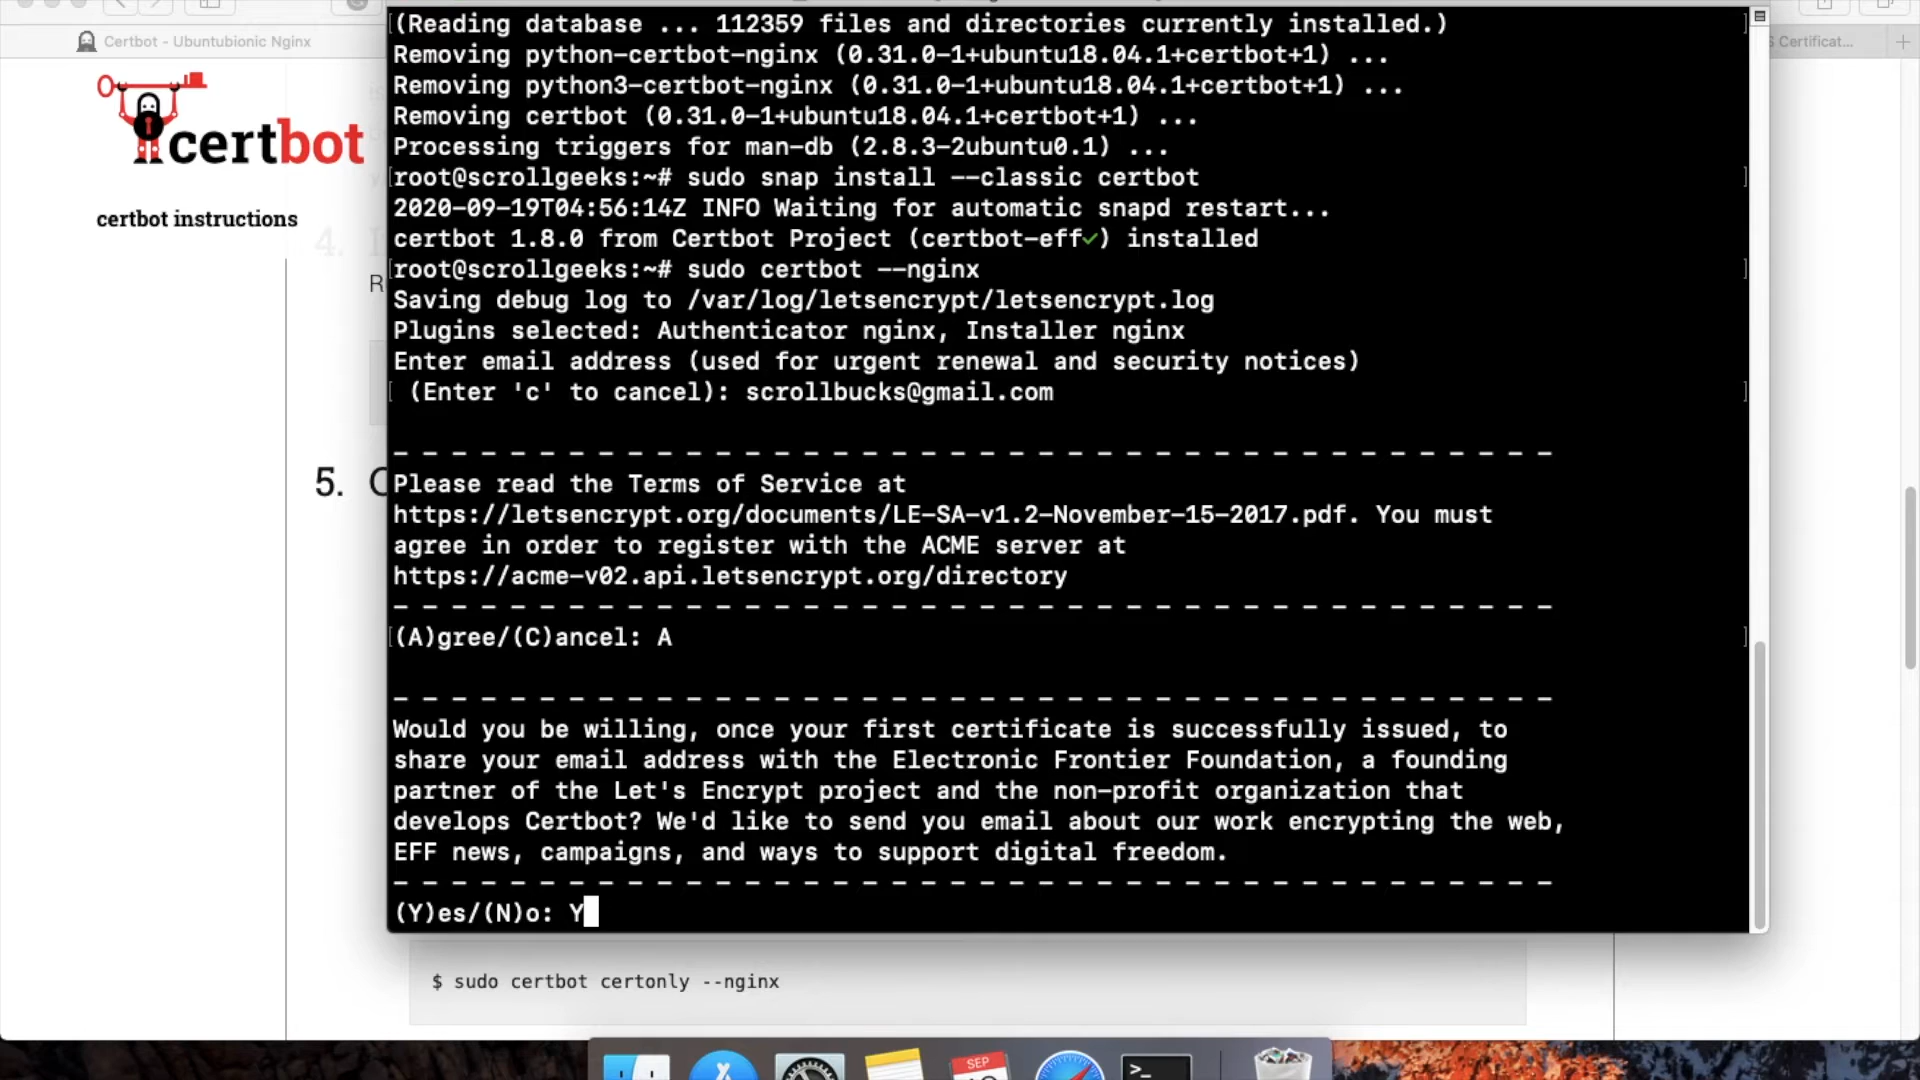 Certbot - Ubuntubionic Nginx
S Certificat...
certbot
certbot instructions
4.
R
5.
(Reading database ... 112359 files and directories currently installed.)
Removing python-certbot-nginx (0.31.0-1+ubuntu18.04.1+certbot+1) ...
Removing python3-certbot-nginx (0.31.0-1+ubuntu18.04.1+certbot+1) ...
Removing certbot (0.31.0-1+ubuntu18.04.1+certbot+1) ...
Processing triggers for man-db (2.8.3-2ubuntu0.1) ...
root@scrollgeeks:~# sudo snap install --classic certbot
2020-09-19T04:56:14Z INFO Waiting for automatic snapd restart...
certbot 1.8.0 from Certbot Project (certbot-eff✓) installed
root@scrollgeeks:~# sudo certbot --nginx
Saving debug log to /var/log/letsencrypt/letsencrypt.log
Plugins selected: Authenticator nginx, Installer nginx
Enter email address (used for urgent renewal and security notices)
(Enter 'c' to cancel): scrollbucks@gmail.com
- - - - - - - - - - - - - - - - - - - - - - - - - - - - - - - - - - - - - - - -
Please read the Terms of Service at
https://letsencrypt.org/documents/LE-SA-v1.2-November-15-2017.pdf. You must
agree in order to register with the ACME server at
https://acme-v02.api.letsencrypt.org/directory
- - - - - - - - - - - - - - - - - - - - - - - - - - - - - - - - - - - - - - - -
(A)gree/(C)ancel: A
- - - - - - - - - - - - - - - - - - - - - - - - - - - - - - - - - - - - - - - -
Would you be willing, once your first certificate is successfully issued, to
share your email address with the Electronic Frontier Foundation, a founding
partner of the Let's Encrypt project and the non-profit organization that
develops Certbot? We'd like to send you email about our work encrypting the web,
EFF news, campaigns, and ways to support digital freedom.
- - - - - - - - - - - - - - - - - - - - - - - - - - - - - - - - - - - - - - - -
(Y)es/(N)o: Y
$ sudo certbot certonly --nginx
SEP
>_